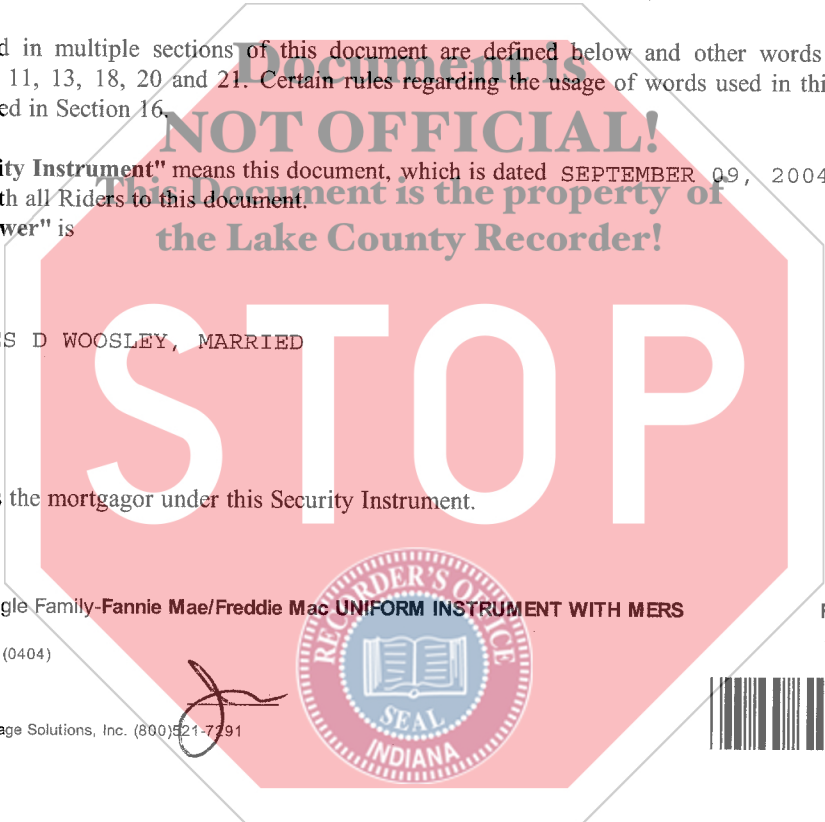 d in multiple sections of this document are defined below and other words
11, 13, 18, 20 and 21. Certain rules regarding the usage of words used in thi
ed in Section 16.
Document is
NOT OFFICIAL!
This Document is the property of
the Lake County Recorder!
ity Instrument" means this document, which is dated SEPTEMBER 09, 2004
th all Riders to this document.
wer" is
S D WOOSLEY, MARRIED
STOP
the mortgagor under this Security Instrument.
gle Family-Fannie Mae/Freddie Mac UNIFORM INSTRUMENT WITH MERS
(0404)
age Solutions, Inc. (800)521-7291
RECORDER'S OFFICE
SEAL
INDIANA